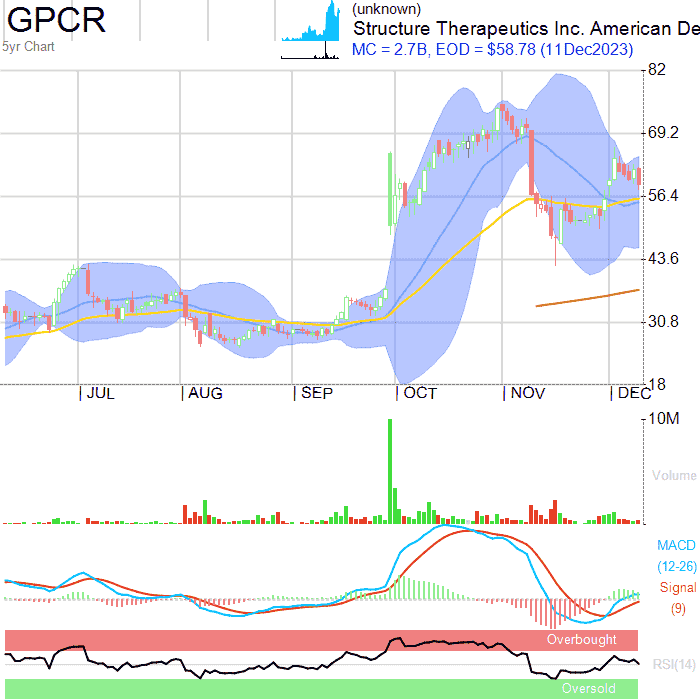 GPCR
5yr Chart
(unknown)
Structure Therapeutics Inc. American De
MC = 2.7B, EOD = $58.78 (11Dec2023)
82
69.2
56.4
43.6
30.8
18
JUL AUG SEP OCT NOV DEC
10M
Volume
MACD
(12-26)
Signal
(9)
Overbought
RSI(14)
Oversold